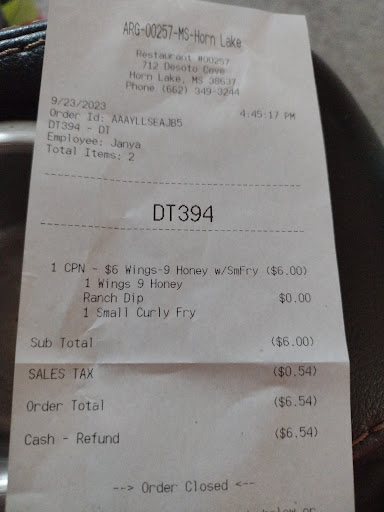 ARG-00257-MS-Horn Lake
Restaurant #00257
712 Desoto Cove
Horn Lake, MS 38637
Phone (662) 349-3244
9/23/2023 4:45:17 PM
Order Id: AAAYLLSEAJB5
DT394 - DT
Employee: Janya
Total Items: 2
DT394
1 CPN - $6 Wings-9 Honey w/SmFry ($6.00)
1 Wings 9 Honey
Ranch Dip $0.00
1 Small Curly Fry
Sub Total ($6.00)
SALES TAX ($0.54)
Order Total ($6.54)
Cash - Refund ($6.54)
--> Order Closed <--